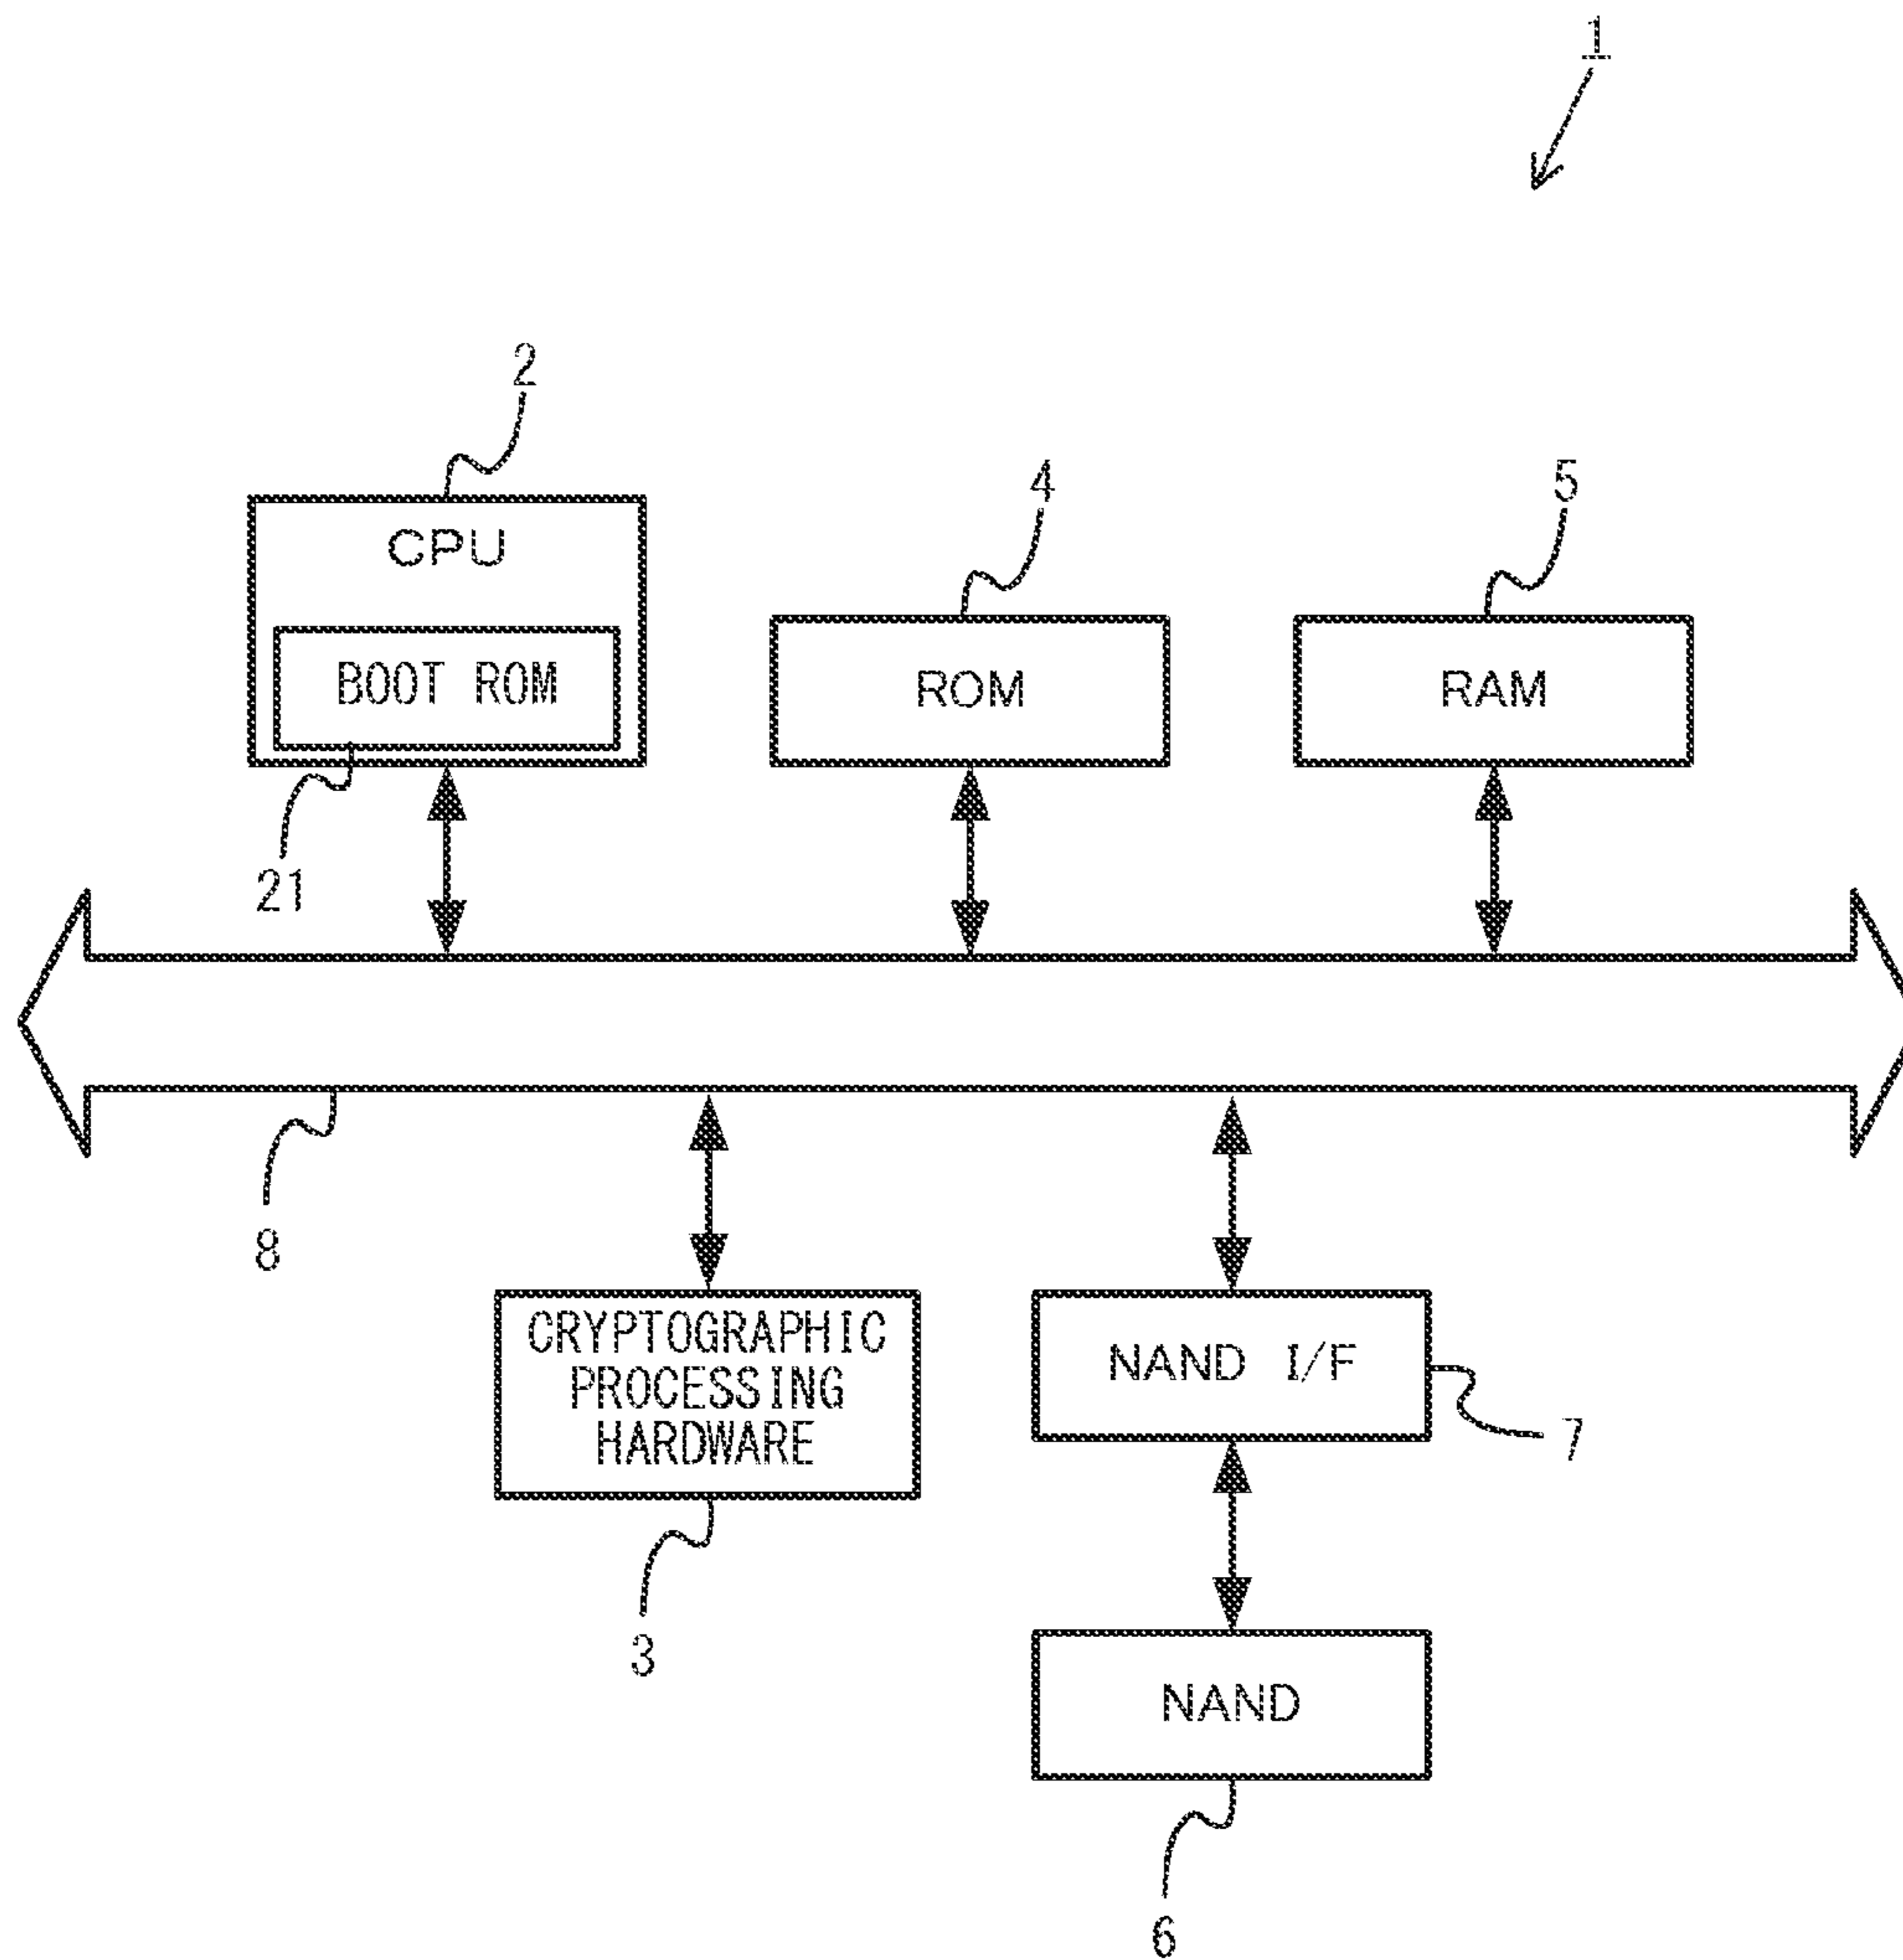 1
2
4
5
CPU
BOOT ROM
ROM
RAM
21
8
CRYPTOGRAPHIC
PROCESSING
HARDWARE
NAND I/F
7
3
NAND
6